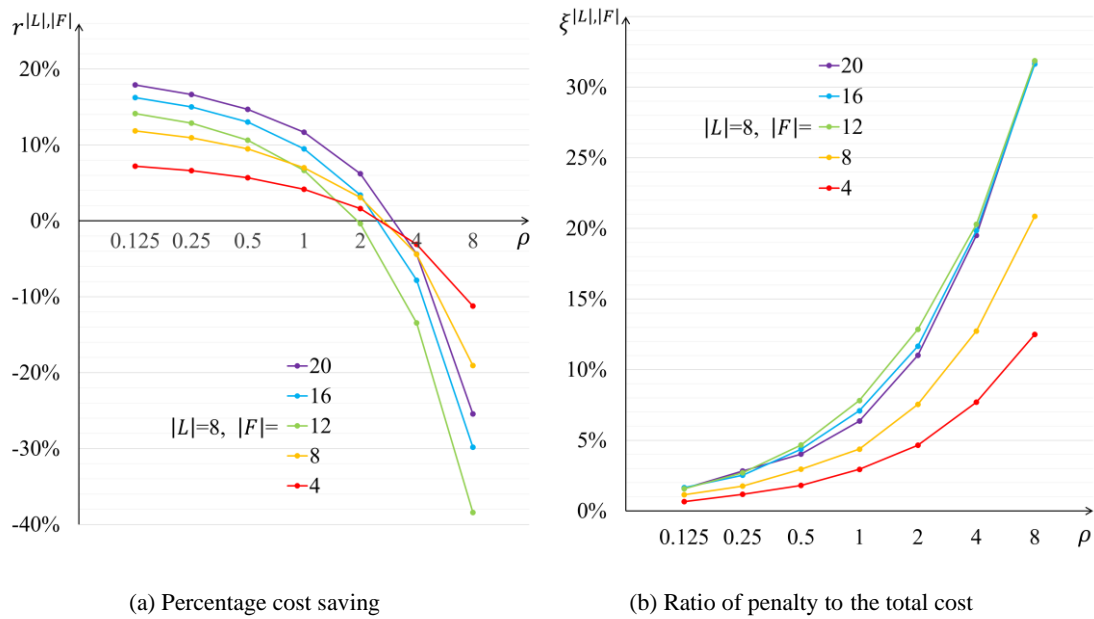 r^{|L|,|F|}
20%
10%
0%
-10%
-20%
-30%
-40%
0.125 0.25 0.5 1 2 4 8 ρ
20
16
|L|=8, |F|= 12
8
4
(a) Percentage cost saving
ξ^{|L|,|F|}
30%
25%
20%
15%
10%
5%
0%
20
16
|L|=8, |F|= 12
8
4
0.125 0.25 0.5 1 2 4 8 ρ
(b) Ratio of penalty to the total cost